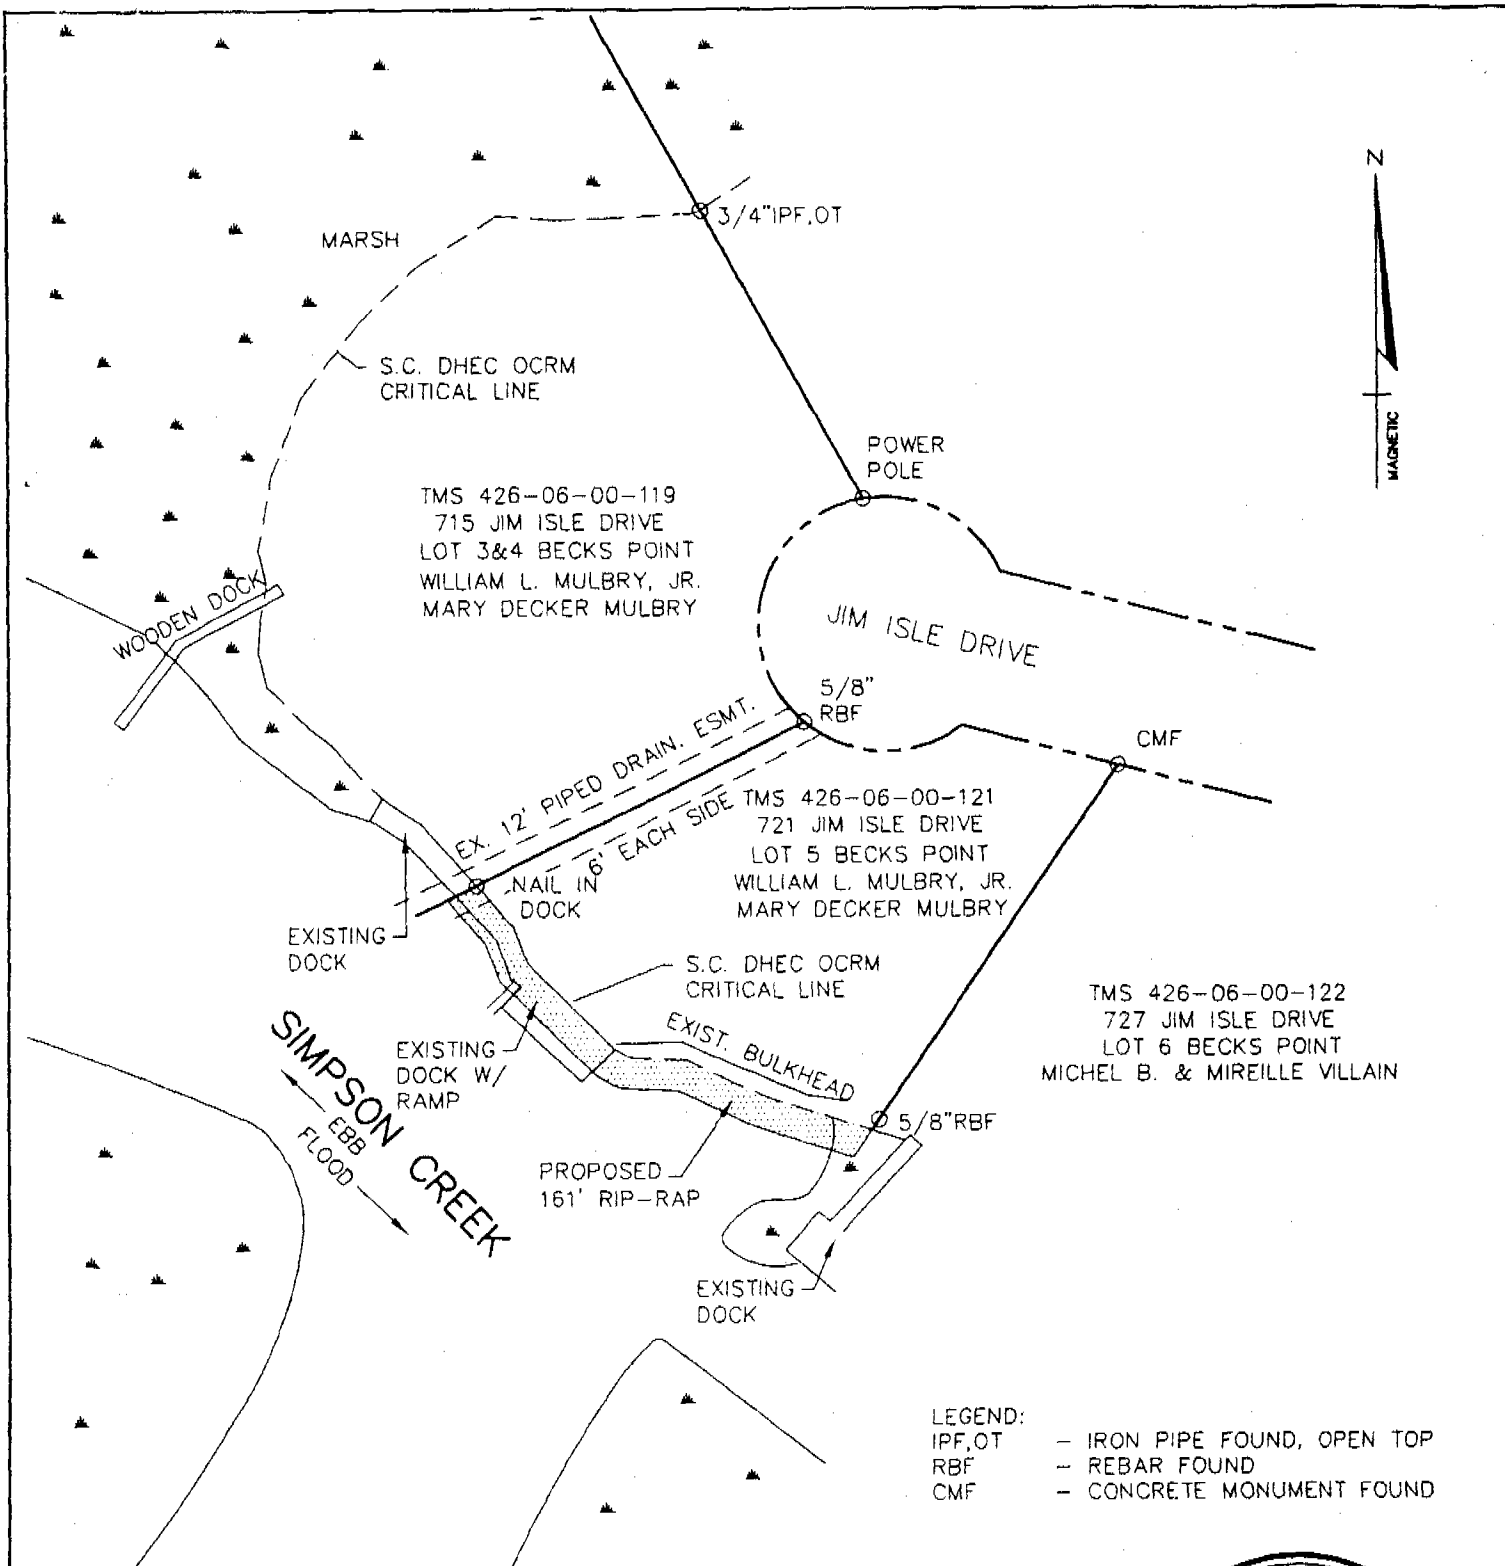 N
3/4"IPF,OT
MARSH
S.C. DHEC OCRM
CRITICAL LINE
MAGNETIC
POWER
POLE
TMS 426-06-00-119
715 JIM ISLE DRIVE
LOT 3&4 BECKS POINT
WILLIAM L. MULBRY, JR.
MARY DECKER MULBRY
WOODEN DOCK
JIM ISLE DRIVE
5/8"
RBF
CMF
EX. 12' PIPED DRAIN. ESMT.
6' EACH SIDE
TMS 426-06-00-121
721 JIM ISLE DRIVE
LOT 5 BECKS POINT
WILLIAM L. MULBRY, JR.
MARY DECKER MULBRY
NAIL IN
DOCK
EXISTING
DOCK
S.C. DHEC OCRM
CRITICAL LINE
TMS 426-06-00-122
727 JIM ISLE DRIVE
LOT 6 BECKS POINT
MICHEL B. & MIREILLE VILLAIN
EXIST. BULKHEAD
EXISTING
DOCK W/
RAMP
SIMPSON CREEK
EBB
FLOOD
5/8"RBF
PROPOSED
161' RIP-RAP
EXISTING
DOCK
LEGEND:
IPF,OT - IRON PIPE FOUND, OPEN TOP
RBF - REBAR FOUND
CMF - CONCRETE MONUMENT FOUND